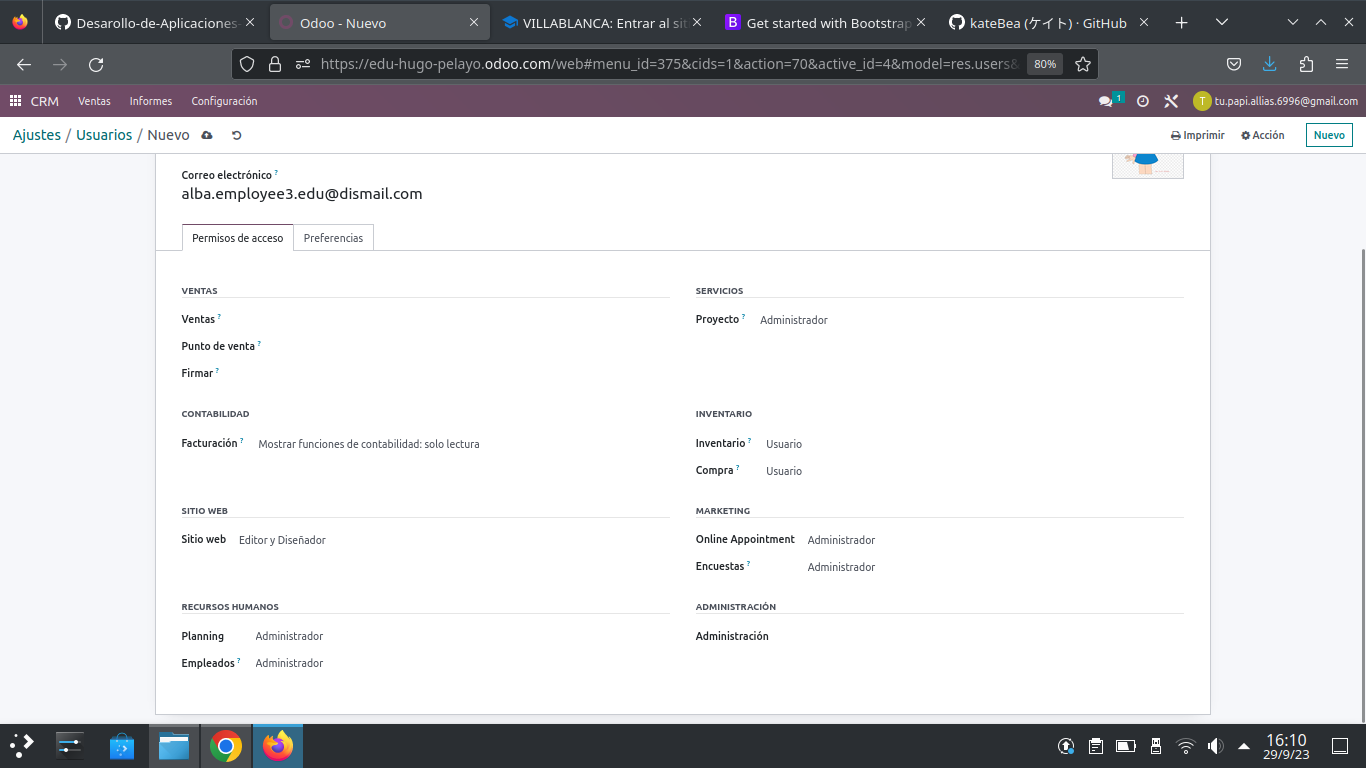 Desarollo-de-Aplicaciones-
Odoo - Nuevo
VILLABLANCA: Entrar al sit
B Get started with Bootstrap
kateBea (ケイト) · GitHub
https://edu-hugo-pelayo.odoo.com/web#menu_id=375&cids=1&action=70&active_id=4&model=res.users&
80%
CRM Ventas Informes Configuración
1
T tu.papi.allias.6996@gmail.com
Ajustes / Usuarios / Nuevo
Imprimir Acción Nuevo
Correo electrónico ?
alba.employee3.edu@dismail.com
Permisos de acceso Preferencias
VENTAS
Ventas ?
Punto de venta ?
Firmar ?
SERVICIOS
Proyecto ? Administrador
CONTABILIDAD
Facturación ? Mostrar funciones de contabilidad: solo lectura
INVENTARIO
Inventario ? Usuario
Compra ? Usuario
SITIO WEB
Sitio web Editor y Diseñador
MARKETING
Online Appointment Administrador
Encuestas ? Administrador
RECURSOS HUMANOS
Planning Administrador
Empleados ? Administrador
ADMINISTRACIÓN
Administración
16:10
29/9/23